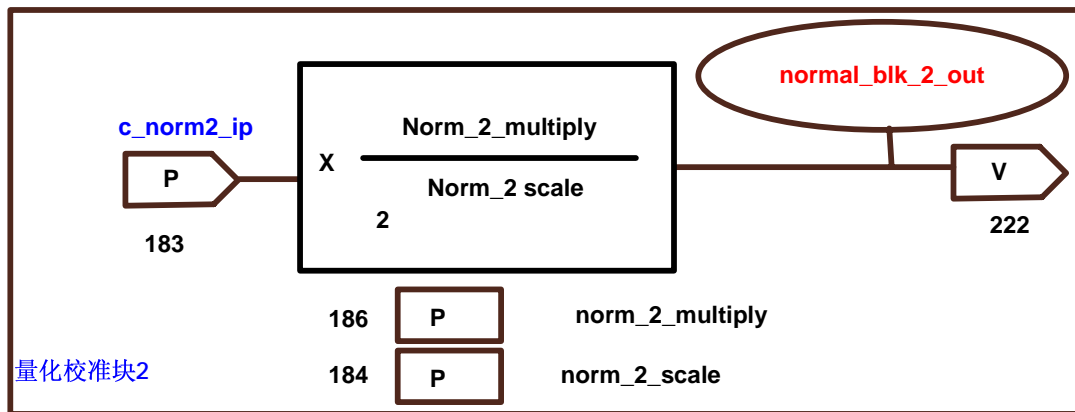 normal_blk_2_out
c_norm2_ip
Norm_2_multiply
P
X
V
Norm_2 scale
2
183
222
186 P norm_2_multiply
量化校准块2
184 P norm_2_scale